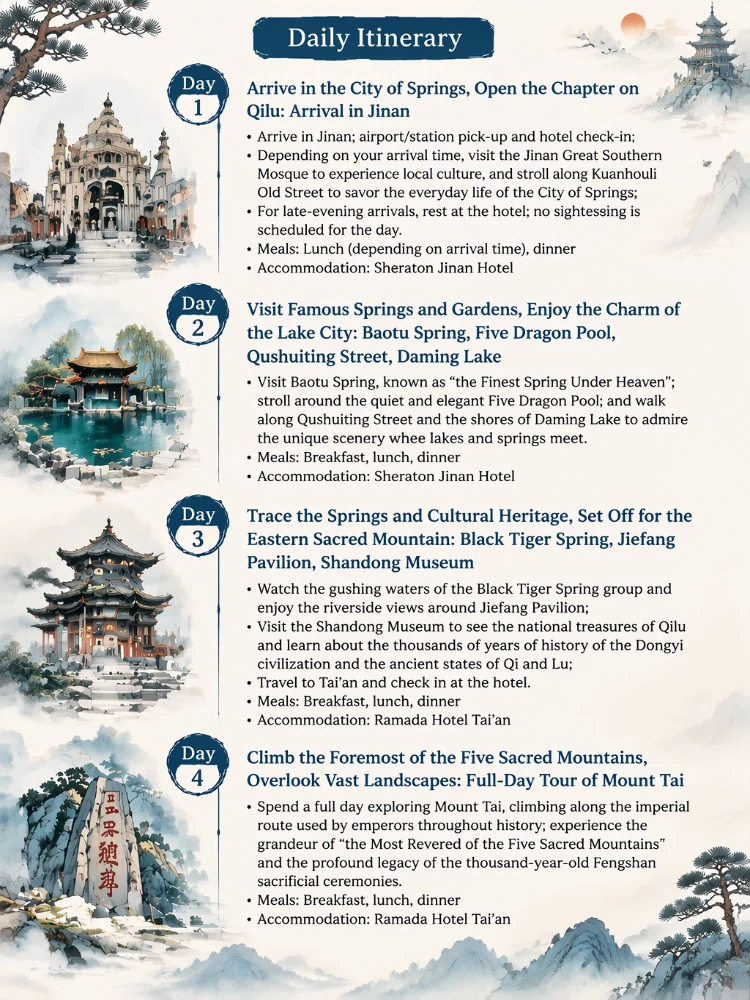 Daily Itinerary
Day
1
Arrive in the City of Springs, Open the Chapter on
Qilu: Arrival in Jinan
• Arrive in Jinan; airport/station pick-up and hotel check-in;
• Depending on your arrival time, visit the Jinan Great Southern
Mosque to experience local culture, and stroll along Kuanhouli
Old Street to savor the everyday life of the City of Springs;
• For late-evening arrivals, rest at the hotel; no sightessing is
scheduled for the day.
• Meals: Lunch (depending on arrival time), dinner
• Accommodation: Sheraton Jinan Hotel
Day
2
Visit Famous Springs and Gardens, Enjoy the Charm of
the Lake City: Baotu Spring, Five Dragon Pool,
Qushuiting Street, Daming Lake
• Visit Baotu Spring, known as “the Finest Spring Under Heaven”;
stroll around the quiet and elegant Five Dragon Pool; and walk
along Qushuiting Street and the shores of Daming Lake to admire
the unique scenery whee lakes and springs meet.
• Meals: Breakfast, lunch, dinner
• Accommodation: Sheraton Jinan Hotel
Day
3
Trace the Springs and Cultural Heritage, Set Off for the
Eastern Sacred Mountain: Black Tiger Spring, Jiefang
Pavilion, Shandong Museum
• Watch the gushing waters of the Black Tiger Spring group and
enjoy the riverside views around Jiefang Pavilion;
• Visit the Shandong Museum to see the national treasures of Qilu
and learn about the thousands of years of history of the Dongyi
civilization and the ancient states of Qi and Lu;
• Travel to Tai’an and check in at the hotel.
• Meals: Breakfast, lunch, dinner
• Accommodation: Ramada Hotel Tai’an
Day
4
Climb the Foremost of the Five Sacred Mountains,
Overlook Vast Landscapes: Full-Day Tour of Mount Tai
• Spend a full day exploring Mount Tai, climbing along the imperial
route used by emperors throughout history; experience the
grandeur of “the Most Revered of the Five Sacred Mountains”
and the profound legacy of the thousand-year-old Fengshan
sacrificial ceremonies.
• Meals: Breakfast, lunch, dinner
• Accommodation: Ramada Hotel Tai’an